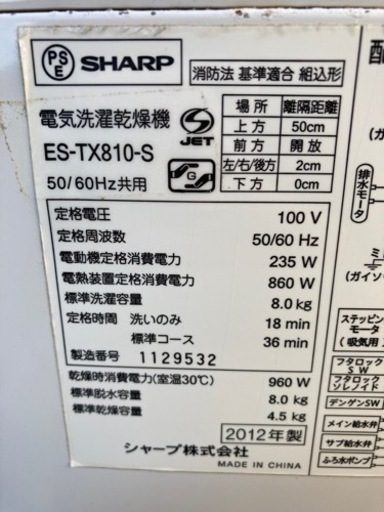 PS
E
SHARP
消防法 基準適合 組込形
電気洗濯乾燥機
S
JET
ES-TX810-S
50/60Hz共用
G
場所 離隔距離
上方 50cm
前方 開放
左/右/後方 2cm
下方 0cm
定格電圧 100 V
定格周波数 50/60 Hz
電動機定格消費電力 235 W
電熱装置定格消費電力 860 W
標準洗濯容量 8.0 kg
定格時間 洗いのみ 18 min
標準コース 36 min
製造番号 1129532
乾燥時消費電力(室温30℃) 960 W
標準脱水容量 8.0 kg
標準乾燥容量 4.5 kg
2012年製
シャープ株式会社
MADE IN CHINA
配
排水モータ
ミ
(ガイソ
ステッピン
モータ
(吸気用)
フタロック
SW
フタロック
ソレノイド
デンゲンSW
メイン給水弁
サブ給水弁
ふろ水ポンプ